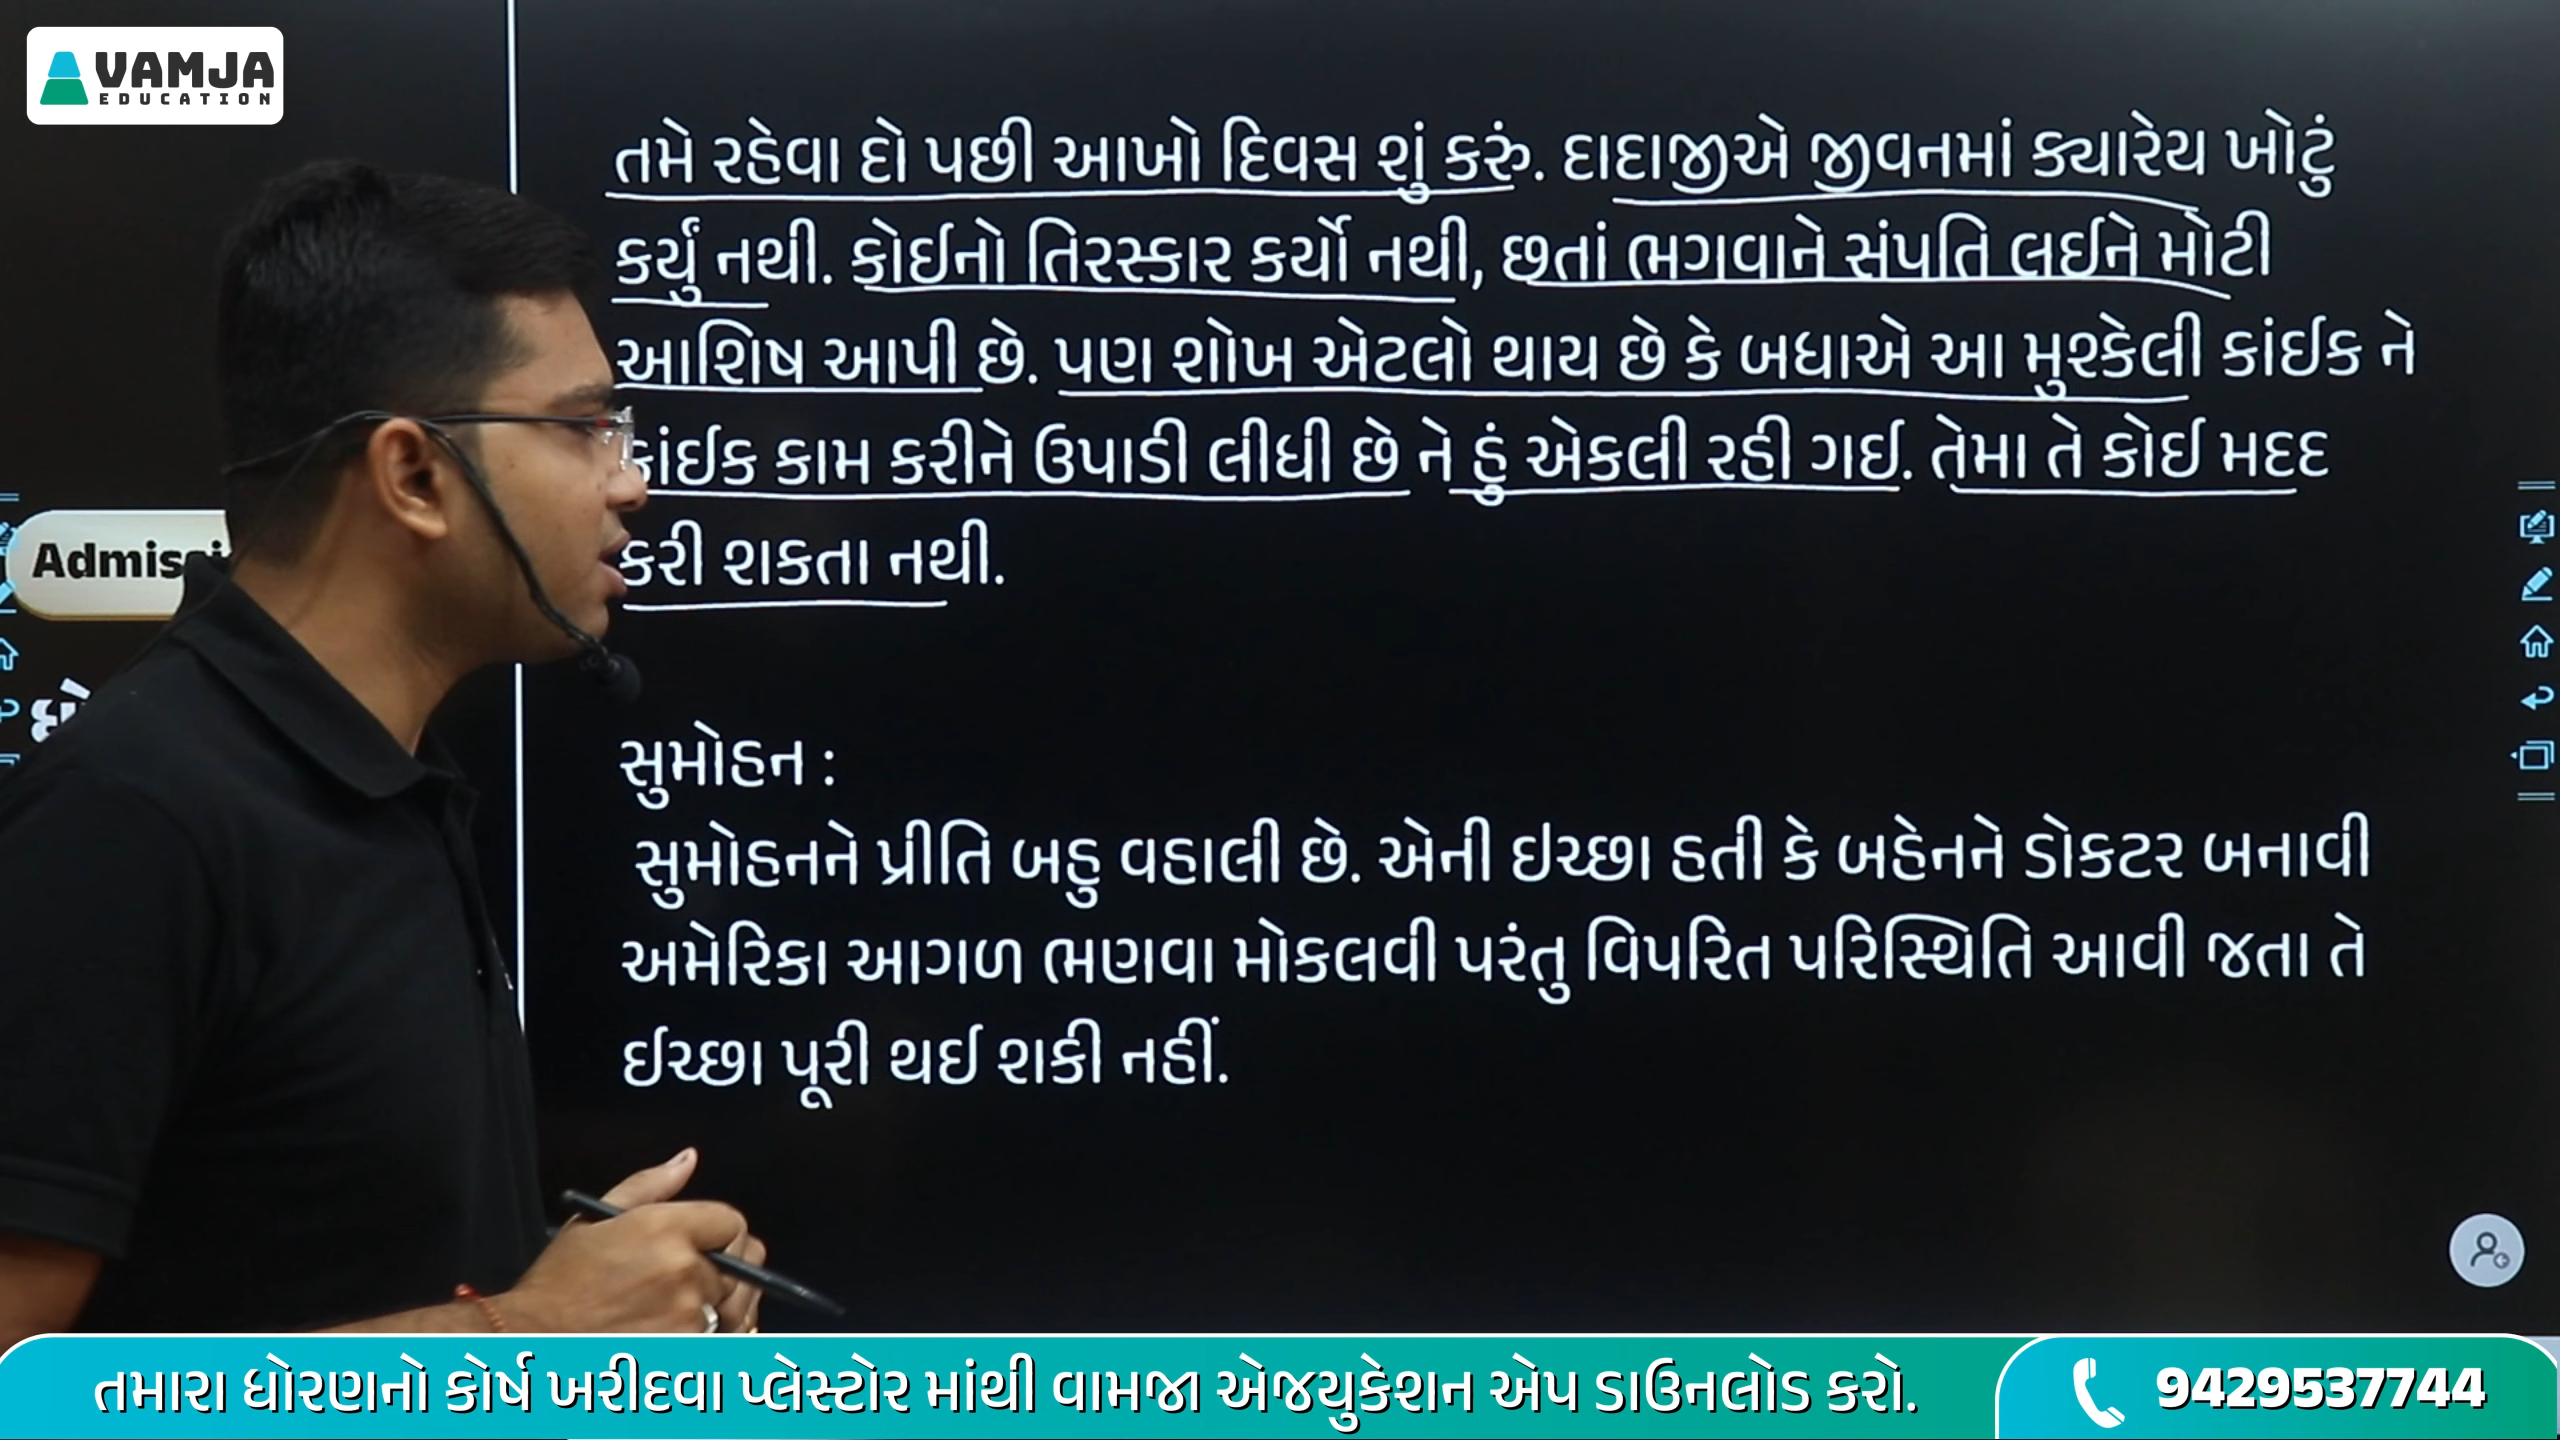 VAMJA
EDUCATION
તમે રહેવા દો પછી આખો દિવસ શું કરું. દાદાજીએ જીવનમાં ક્યારેય ખોટું
કર્યું નથી. કોઈનો તિરસ્કાર કર્યો નથી, છતાં ભગવાને સંપતિ લઈને મોટી
આશિષ આપી છે. પણ શોખ એટલો થાય છે કે બધાએ આ મુશ્કેલી કાંઈક ને
કાંઈક કામ કરીને ઉપાડી લીધી છે ને હું એકલી રહી ગઈ. તેમા તે કોઈ મદદ
કરી શકતા નથી.
સુમોહન :
સુમોહનને પ્રીતિ બહુ વહાલી છે. એની ઇચ્છા હતી કે બહેનને ડોકટર બનાવી
અમેરિકા આગળ ભણવા મોકલવી પરંતુ વિપરિત પરિસ્થિતિ આવી જતા તે
ઈચ્છા પૂરી થઈ શકી નહીં.
તમારા ધોરણનો કોર્ષ ખરીદવા પ્લેસ્ટોર માંથી વામજા એજ્યુકેશન એપ ડાઉનલોડ કરો.
9429537744